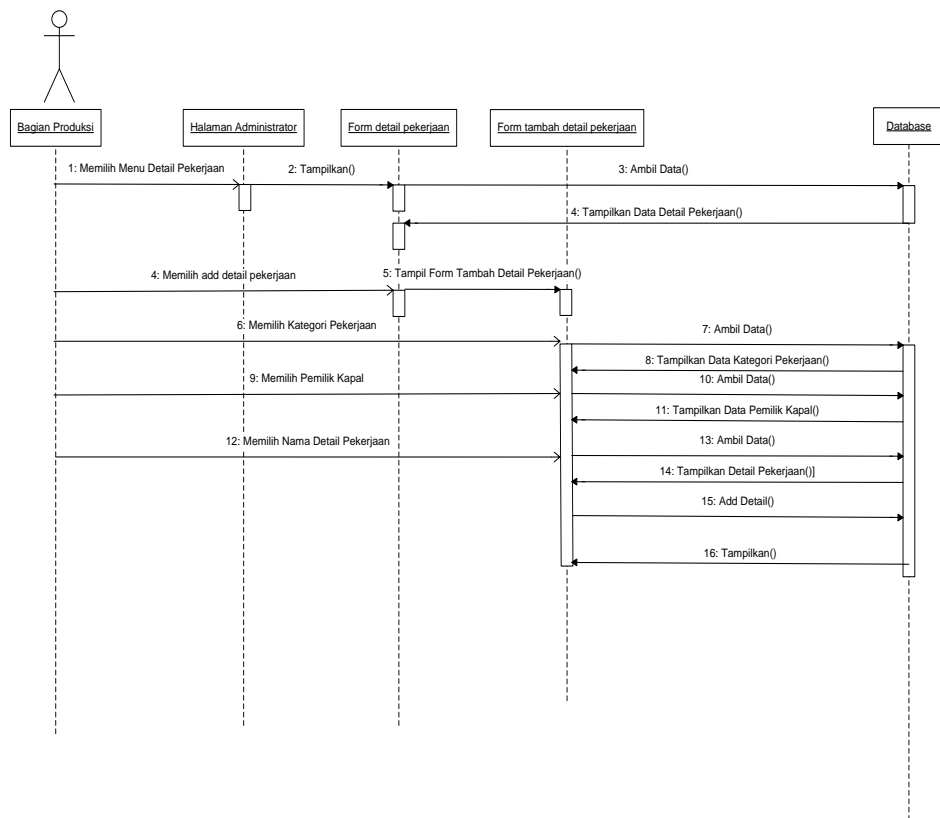 Bagian Produksi
Halaman Administrator
Form detail pekerjaan
Form tambah detail pekerjaan
Database
1: Memilih Menu Detail Pekerjaan
2: Tampilkan()
3: Ambil Data()
4: Tampilkan Data Detail Pekerjaan()
4: Memilih add detail pekerjaan
5: Tampil Form Tambah Detail Pekerjaan()
6: Memilih Kategori Pekerjaan
7: Ambil Data()
8: Tampilkan Data Kategori Pekerjaan()
9: Memilih Pemilik Kapal
10: Ambil Data()
11: Tampilkan Data Pemilik Kapal()
12: Memilih Nama Detail Pekerjaan
13: Ambil Data()
14: Tampilkan Detail Pekerjaan()]
15: Add Detail()
16: Tampilkan()